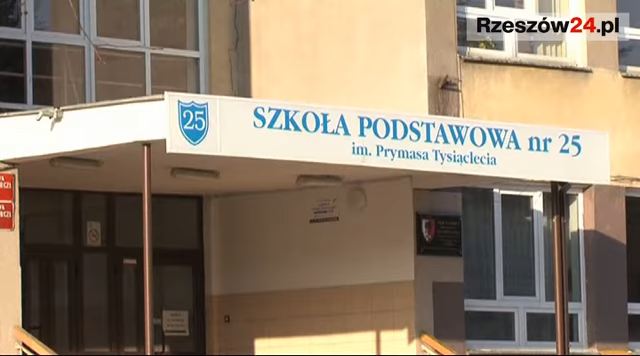 Rzeszów24.pl
25
SZKOŁA PODSTAWOWA nr 25
im. Prymasa Tysiąclecia